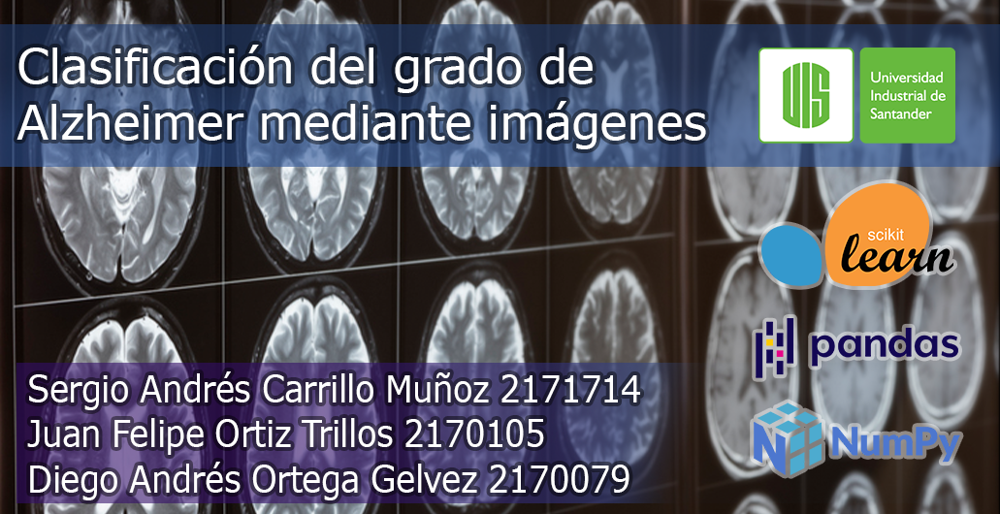 Clasificación del grado de
Alzheimer mediante imágenes
UIS
Universidad
Industrial de
Santander
scikit
learn
pandas
NumPy
Sergio Andrés Carrillo Muñoz 2171714
Juan Felipe Ortiz Trillos 2170105
Diego Andrés Ortega Gelvez 2170079